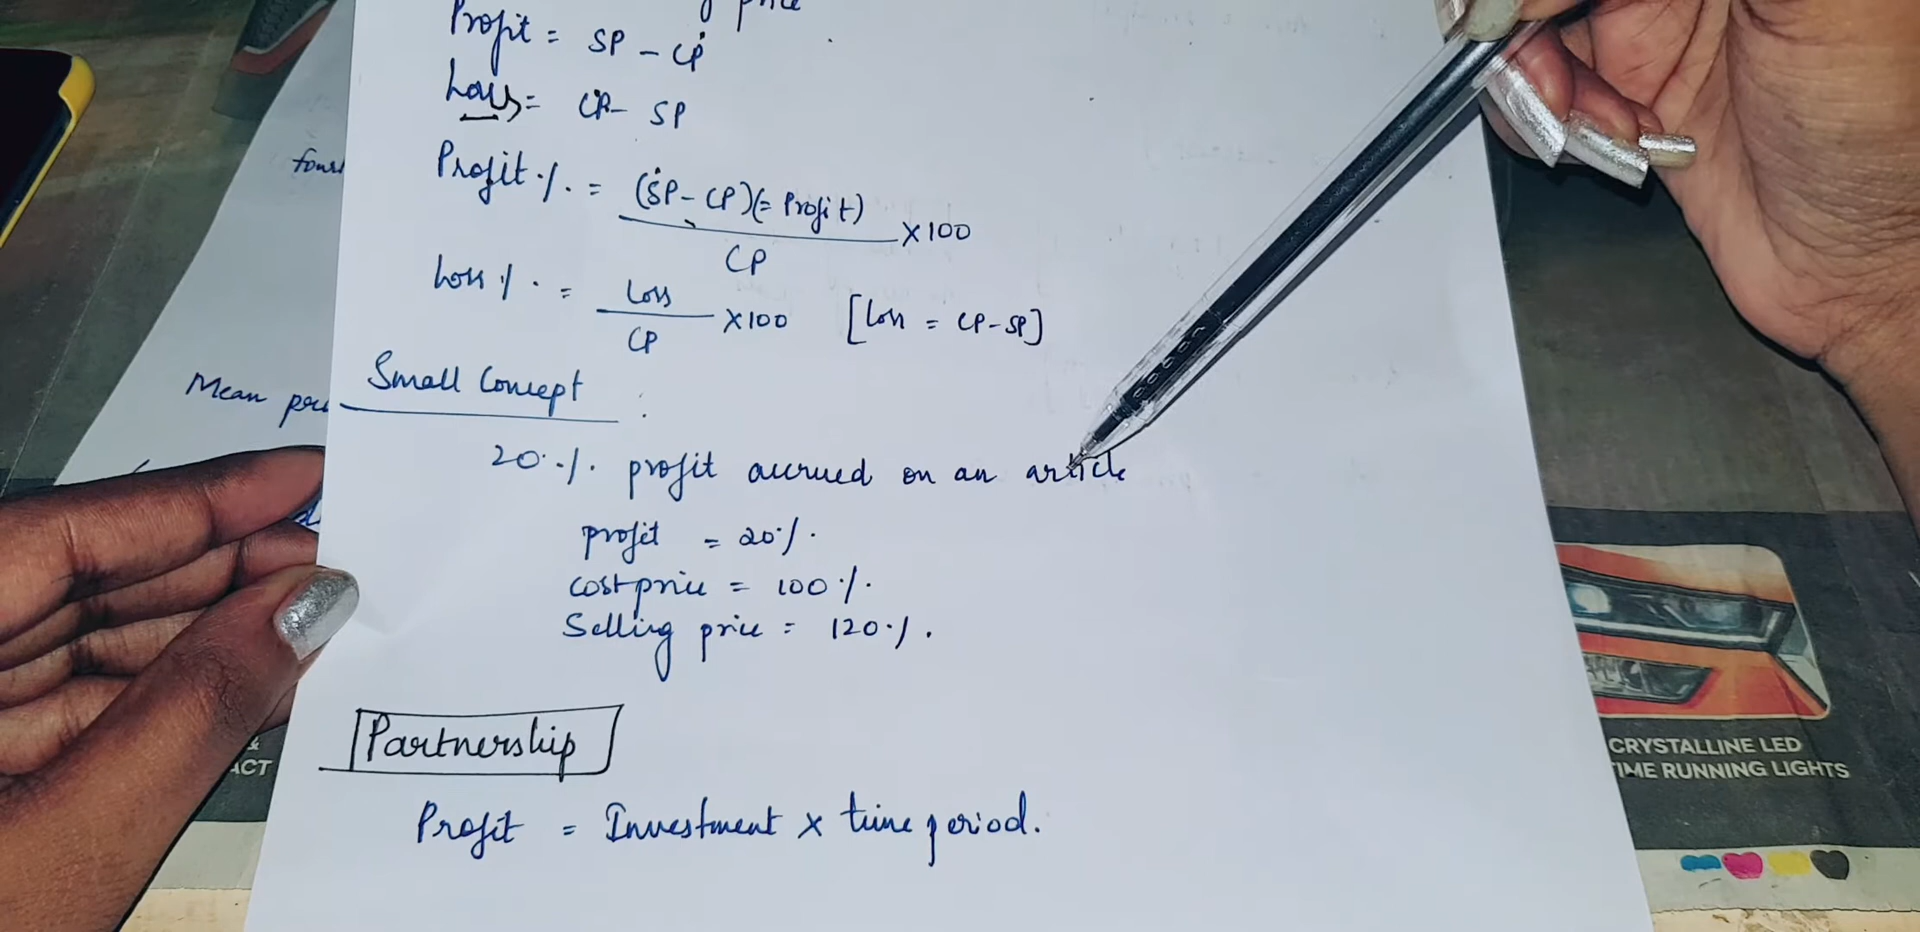 price
Profit = SP - CP
Loss = CP - SP
Profit % = (SP - CP)(= Profit) / CP × 100
Loss % = Loss / CP × 100 [Loss = CP - SP]
Small Concept
20 % profit accrued on an article
profit = 20 %.
cost price = 100 %.
Selling price = 120 %.
Partnership
Profit = Investment × time period.
Mean
&
ACT
CRYSTALLINE LED
TIME RUNNING LIGHTS